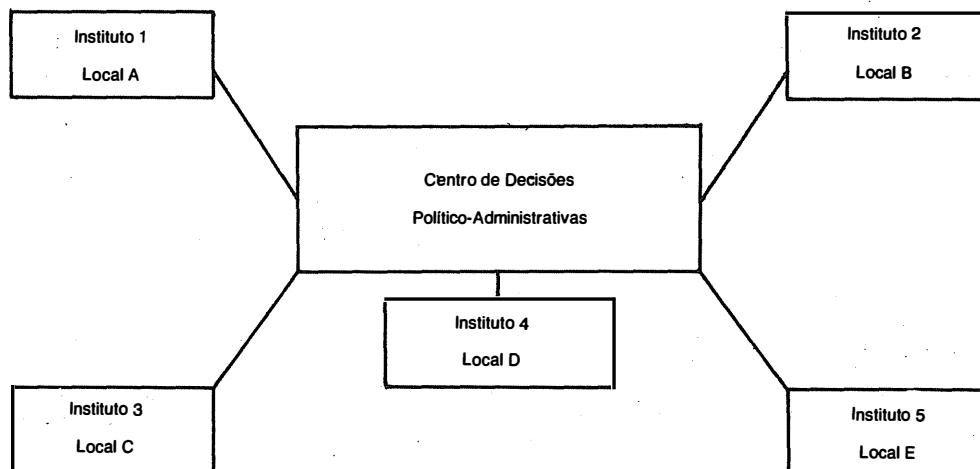 Instituto 1
Local A
Instituto 2
Local B
Centro de Decisões
Político-Administrativas
Instituto 4
Local D
Instituto 3
Local C
Instituto 5
Local E